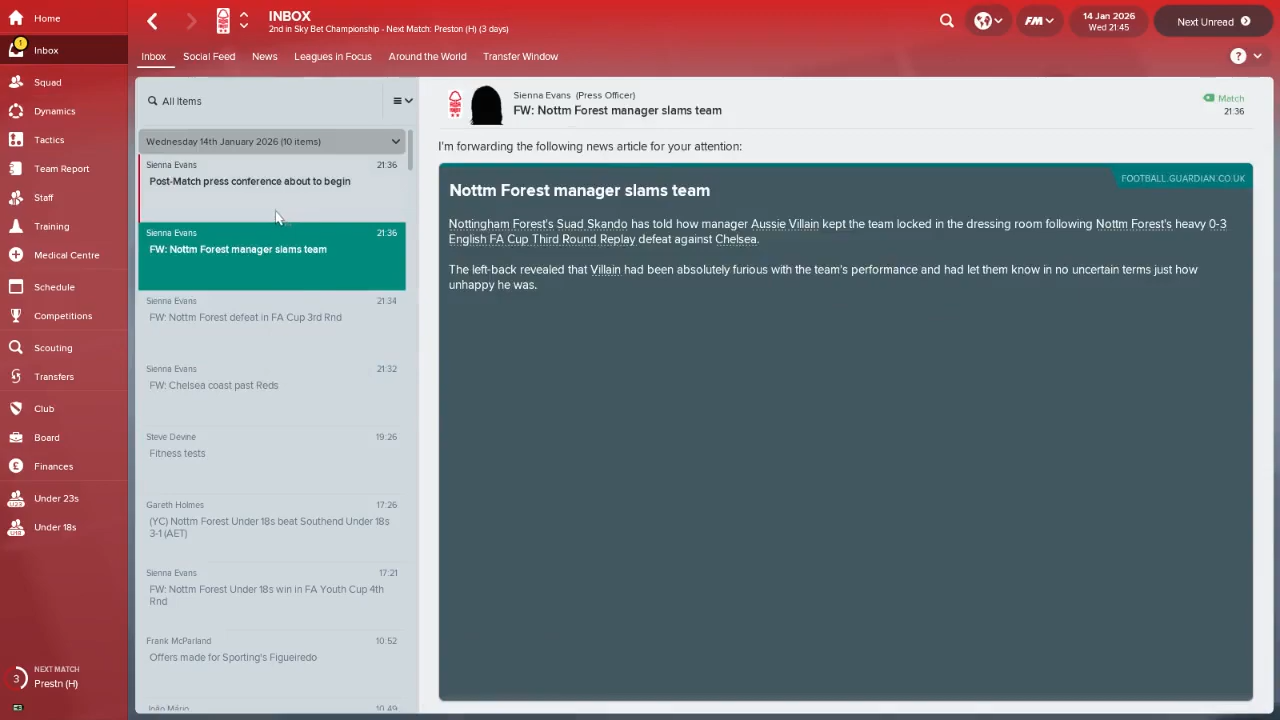 Home
Inbox
1
Squad
Dynamics
Tactics
Team Report
Staff
Training
Medical Centre
Schedule
Competitions
Scouting
Transfers
Club
Board
Finances
Under 23s
Under 18s
3
NEXT MATCH
Prestn (H)
INBOX
2nd in Sky Bet Championship - Next Match: Preston (H) (3 days)
FM
14 Jan 2026
Wed 21:45
Next Unread
Inbox
Social Feed
News
Leagues in Focus
Around the World
Transfer Window
?
All Items
Wednesday 14th January 2026 (10 items)
Sienna Evans 21:36
Post-Match press conference about to begin
Sienna Evans 21:36
FW: Nottm Forest manager slams team
Sienna Evans 21:34
FW: Nottm Forest defeat in FA Cup 3rd Rnd
Sienna Evans 21:32
FW: Chelsea coast past Reds
Steve Devine 19:26
Fitness tests
Gareth Holmes 17:26
(YC) Nottm Forest Under 18s beat Southend Under 18s
3-1 (AET)
Sienna Evans 17:21
FW: Nottm Forest Under 18s win in FA Youth Cup 4th
Rnd
Frank McParland 10:52
Offers made for Sporting's Figueiredo
João Mário 10:49
Sienna Evans (Press Officer)
FW: Nottm Forest manager slams team
Match
21:36
I'm forwarding the following news article for your attention:
FOOTBALL.GUARDIAN.CO.UK
Nottm Forest manager slams team
Nottingham Forest's Suad Skando has told how manager Aussie Villain kept the team locked in the dressing room following Nottm Forest's heavy 0-3
English FA Cup Third Round Replay defeat against Chelsea.
The left-back revealed that Villain had been absolutely furious with the team's performance and had let them know in no uncertain terms just how
unhappy he was.